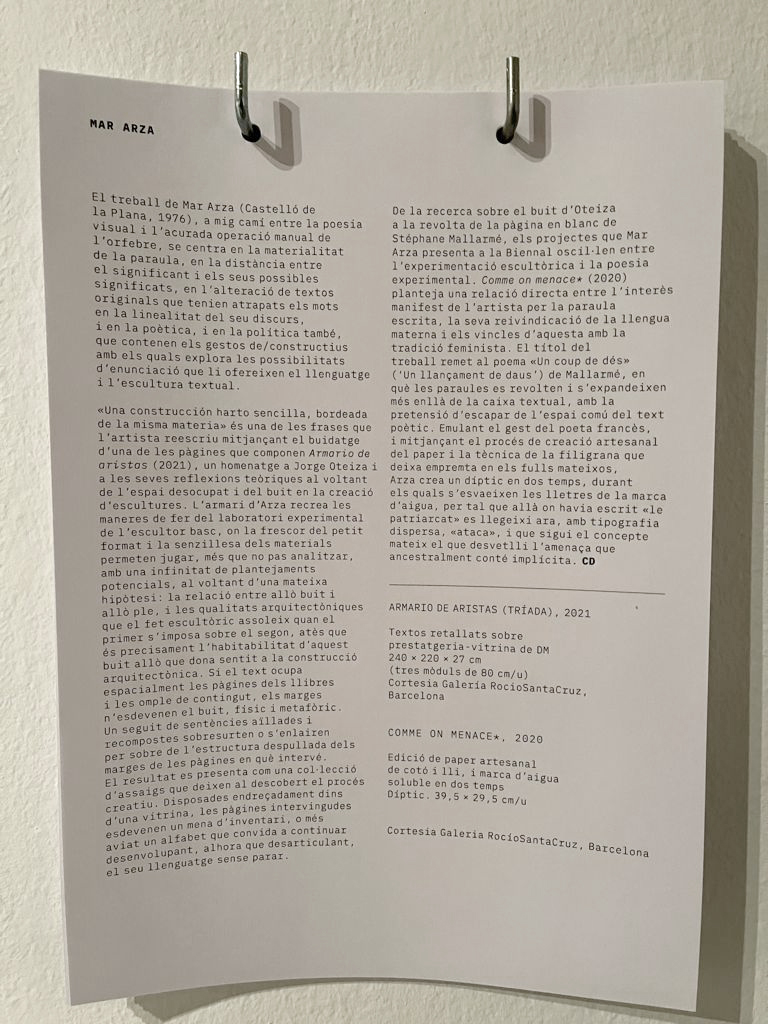 MAR ARZA
El treball de Mar Arza (Castelló de
la Plana, 1976), a mig camí entre la poesia
visual i l'acurada operació manual de
l'orfebre, se centra en la materialitat
de la paraula, en la distància entre
el significant i els seus possibles
significats, en l'alteració de textos
originals que tenien atrapats els mots
en la linealitat del seu discurs,
i en la poètica, i en la política també,
que contenen els gestos de/constructius
amb els quals explora les possibilitats
d'enunciació que li ofereixen el llenguatge
i l'escultura textual.
«Una construcción harto sencilla, bordeada
de la misma materia» és una de les frases que
l'artista reescriu mitjançant el buidatge
d'una de les pàgines que componen Armario de
aristas (2021), un homenatge a Jorge Oteiza i
a les seves reflexions teòriques al voltant
de l'espai desocupat i del buit en la creació
d'escultures. L'armari d'Arza recrea les
maneres de fer del laboratori experimental
de l'escultor basc, on la frescor del petit
format i la senzillesa dels materials
permeten jugar, més que no pas analitzar,
amb una infinitat de plantejaments
potencials, al voltant d'una mateixa
hipòtesi: la relació entre allò buit i
allò ple, i les qualitats arquitectòniques
que el fet escultòric assoleix quan el
primer s'imposa sobre el segon, atès que
és precisament l'habitabilitat d'aquest
buit allò que dona sentit a la construcció
arquitectònica. Si el text ocupa
espacialment les pàgines dels llibres
i les omple de contingut, els marges
n'esdevenen el buit, físic i metafòric.
Un seguit de sentències aïllades i
recompostes sobresurten o s'enlairen
per sobre de l'estructura despullada dels
marges de les pàgines en què intervé.
El resultat es presenta com una col·lecció
d'assaigs que deixen al descobert el procés
creatiu. Disposades endreçadament dins
d'una vitrina, les pàgines intervingudes
esdevenen un mena d'inventari, o més
aviat un alfabet que convida a continuar
desenvolupant, alhora que desarticulant,
el seu llenguatge sense parar.
De la recerca sobre el buit d'Oteiza
a la revolta de la pàgina en blanc de
Stéphane Mallarmé, els projectes que Mar
Arza presenta a la Biennal oscil·len entre
l'experimentació escultòrica i la poesia
experimental. Comme on menace* (2020)
planteja una relació directa entre l'interès
manifest de l'artista per la paraula
escrita, la seva reivindicació de la llengua
materna i els vincles d'aquesta amb la
tradició feminista. El títol del
treball remet al poema «Un coup de dés»
('Un llançament de daus') de Mallarmé, en
què les paraules es revolten i s'expandeixen
més enllà de la caixa textual, amb la
pretensió d'escapar de l'espai comú del text
poètic. Emulant el gest del poeta francès,
i mitjançant el procés de creació artesanal
del paper i la tècnica de la filigrana que
deixa empremta en els fulls mateixos,
Arza crea un díptic en dos temps, durant
els quals s'esvaeixen les lletres de la marca
d'aigua, per tal que allà on havia escrit «le
patriarcat» es llegeixi ara, amb tipografia
dispersa, «ataca», i que sigui el concepte
mateix el que desvetlli l'amenaça que
ancestralment conté implícita. CD
ARMARIO DE ARISTAS (TRÍADA), 2021
Textos retallats sobre
prestatgeria-vitrina de DM
240 × 220 × 27 cm
(tres mòduls de 80 cm/u)
Cortesia Galería RocioSantaCruz,
Barcelona
COMME ON MENACE*, 2020
Edició de paper artesanal
de cotó i lli, i marca d'aigua
soluble en dos temps
Díptic. 39,5 × 29,5 cm/u
Cortesia Galeria RocíoSantaCruz, Barcelona